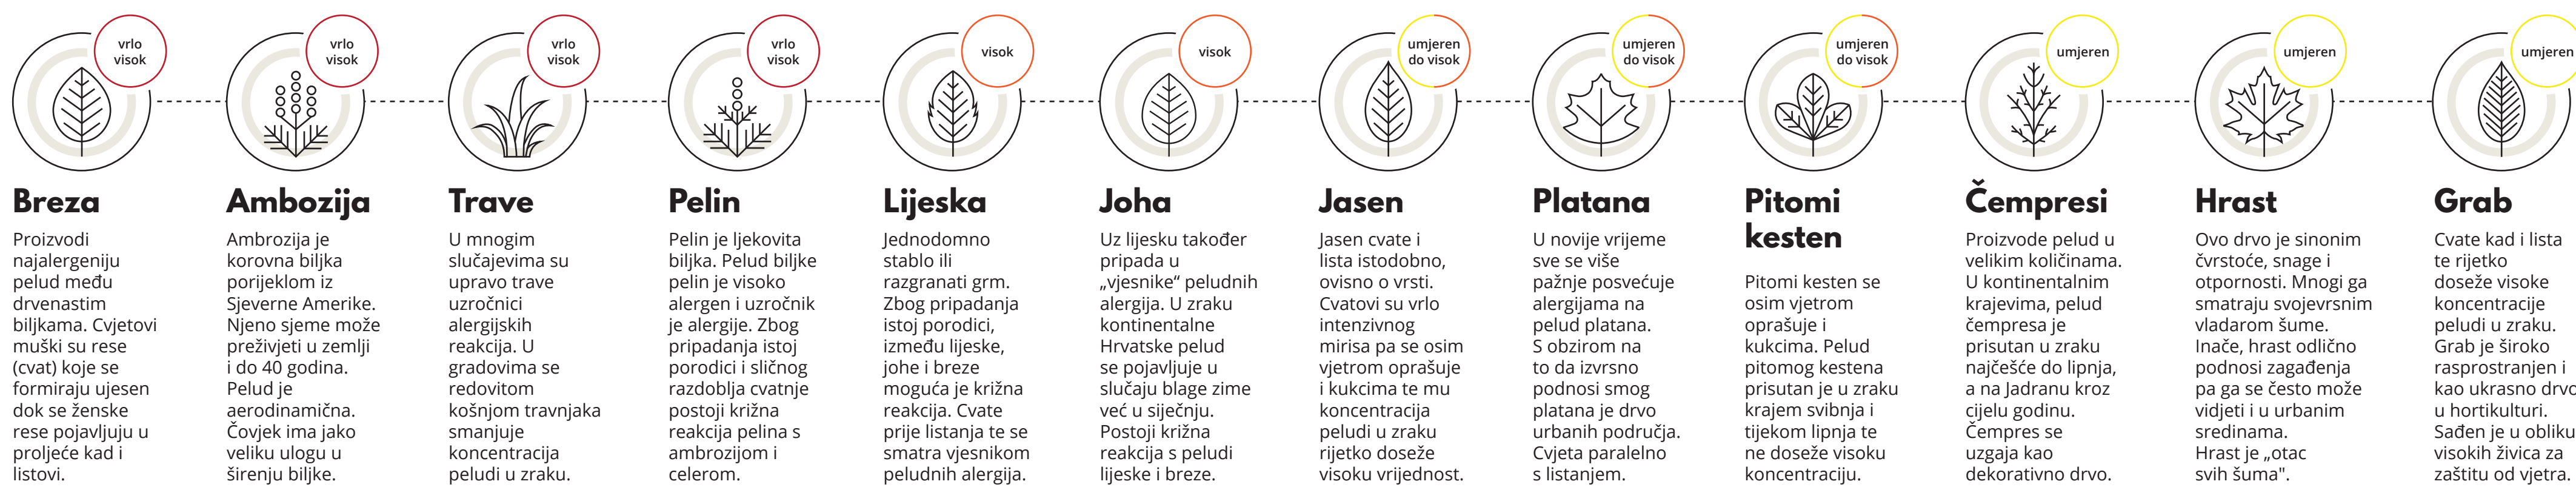 vrlo
visok
Breza
Proizvodi
najalergeniju
pelud među
drvenastim
biljkama. Cvjetovi
muški su rese
(cvat) koje se
formiraju ujesen
dok se ženske
rese pojavljuju u
proljeće kad i
listovi.
vrlo
visok
Ambozija
Ambrozija je
korovna biljka
porijeklom iz
Sjeverne Amerike.
Njeno sjeme može
preživjeti u zemlji
i do 40 godina.
Pelud je
aerodinamična.
Čovjek ima jako
veliku ulogu u
širenju biljke.
vrlo
visok
Trave
U mnogim
slučajevima su
upravo trave
uzročnici
alergijskih
reakcija. U
gradovima se
redovitom
košnjom travnjaka
smanjuje
koncentracija
peludi u zraku.
vrlo
visok
Pelin
Pelin je ljekovita
biljka. Pelud biljke
pelin je visoko
alergen i uzročnik
je alergije. Zbog
pripadanja istoj
porodici i sličnog
razdoblja cvatnje
postoji križna
reakcija pelina s
ambrozijom i
celerom.
visok
Lijeska
Jednodomno
stablo ili
razgranati grm.
Zbog pripadanja
istoj porodici,
između lijeske,
johe i breze
moguća je križna
reakcija. Cvate
prije listanja te se
smatra vjesnikom
peludnih alergija.
visok
Joha
Uz lijesku također
pripada u
„vjesnike“ peludnih
alergija. U zraku
kontinentalne
Hrvatske pelud
se pojavljuje u
slučaju blage zime
već u siječnju.
Postoji križna
reakcija s peludi
lijeske i breze.
umjeren
do visok
Jasen
Jasen cvate i
lista istodobno,
ovisno o vrsti.
Cvatovi su vrlo
intenzivnog
mirisa pa se osim
vjetrom oprašuje
i kukcima te mu
koncentracija
peludi u zraku
rijetko doseže
visoku vrijednost.
umjeren
do visok
Platana
U novije vrijeme
sve se više
pažnje posvećuje
alergijama na
pelud platana.
S obzirom na
to da izvrsno
podnosi smog
platana je drvo
urbanih područja.
Cvjeta paralelno
s listanjem.
umjeren
do visok
Pitomi
kesten
Pitomi kesten se
osim vjetrom
oprašuje i
kukcima. Pelud
pitomog kestena
prisutan je u zraku
krajem svibnja i
tijekom lipnja te
ne doseže visoku
koncentraciju.
umjeren
Čempresi
Proizvode pelud u
velikim količinama.
U kontinentalnim
krajevima, pelud
čempresa je
prisutan u zraku
najčešće do lipnja,
a na Jadranu kroz
cijelu godinu.
Čempres se
uzgaja kao
dekorativno drvo.
umjeren
Hrast
Ovo drvo je sinonim
čvrstoće, snage i
otpornosti. Mnogi ga
smatraju svojevrsnim
vladarom šume.
Inače, hrast odlično
podnosi zagađenja
pa ga se često može
vidjeti i u urbanim
sredinama.
Hrast je „otac
svih šuma".
umjeren
Grab
Cvate kad i lista
te rijetko
doseže visoke
koncentracije
peludi u zraku.
Grab je široko
rasprostranjen i
kao ukrasno drvo
u hortikulturi.
Sađen je u obliku
visokih živica za
zaštitu od vjetra.